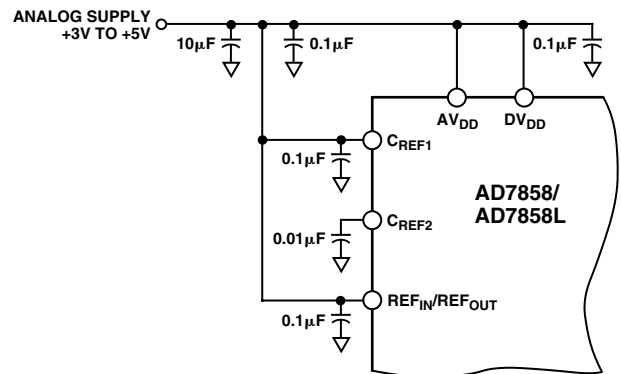 ANALOG SUPPLY
+3V TO +5V
10μF
0.1μF
0.1μF
AVDD
DVDD
CREF1
0.1μF
AD7858/
AD7858L
CREF2
0.01μF
REFIN/REFOUT
0.1μF